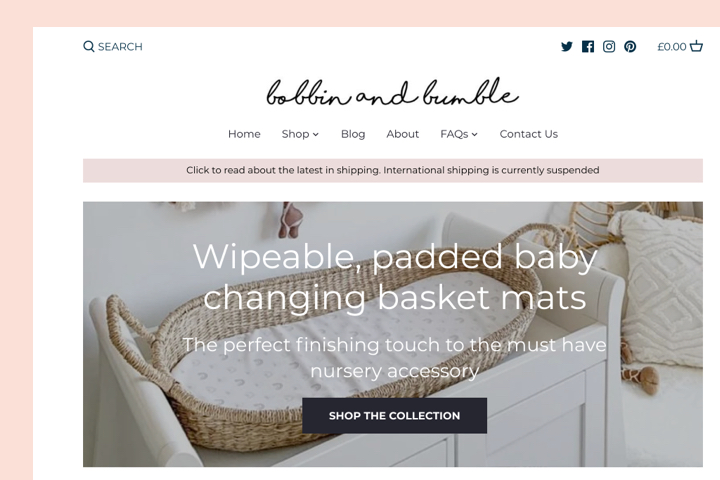 SEARCH
£0.00
bobbin and bumble
Home Shop Blog About FAQs Contact Us
Click to read about the latest in shipping. International shipping is currently suspended
Wipeable, padded baby
changing basket mats
The perfect finishing touch to the must have
nursery accessory
SHOP THE COLLECTION